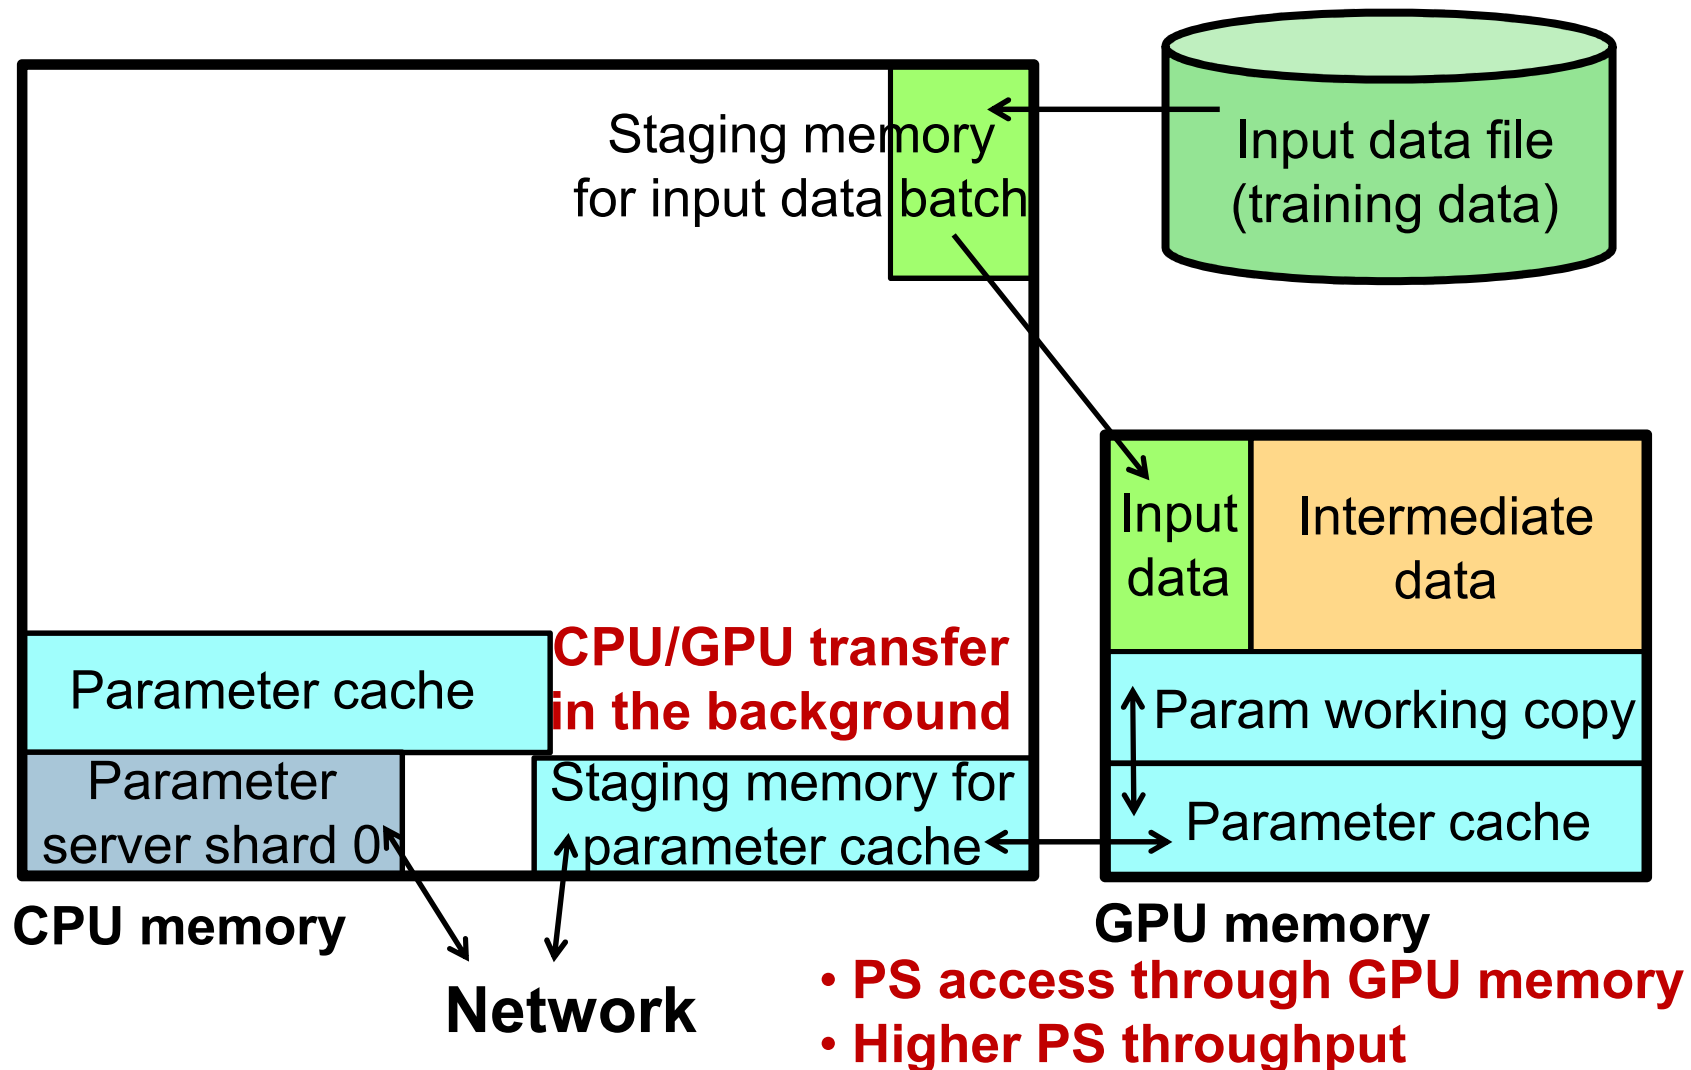 Staging memory
for input data batch
Input data file
(training data)
Input
data
Intermediate
data
Parameter cache
CPU/GPU transfer
in the background
Param working copy
Parameter
server shard 0
Staging memory for
parameter cache
Parameter cache
CPU memory
GPU memory
Network
• PS access through GPU memory
• Higher PS throughput